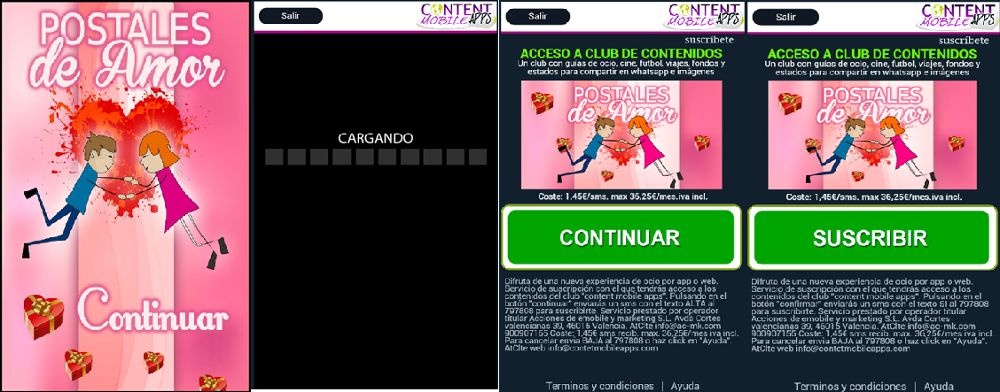 POSTALES
de Amor
Continuar
Salir
CONTENT
MOBILE APPS
CARGANDO
Salir
CONTENT
MOBILE APPS
suscríbete
ACCESO A CLUB DE CONTENIDOS
Un club con guías de ocio, cine, futbol, viajes, fondos y
estados para compartir en whatsapp e imágenes
POSTALES
de Amor
Coste: 1,45€/sms. max 36,25€/mes.iva incl.
CONTINUAR
Difruta de una nueva experiencia de ocio por app o web.
Servicio de suscripción con el que tendrás acceso a los
contenidos del club "content mobile apps". Pulsando en el
botón "continuar" enviarás un sms con el texto ALTA al
797808 para suscribirte. Servicio prestado por operador
titular Acciones de emobile y marketing S.L. Avda Cortes
valencianas 39, 46015 Valencia. AtClte info@ac-mk.com
900907155 Coste: 1,45€ sms recib. max. 36,25€/mes iva incl.
Para cancelar envia BAJA al 797808 o haz click en "Ayuda".
AtClte web info@contetmobileapps.com
Terminos y condiciones | Ayuda
Salir
CONTENT
MOBILE APPS
suscríbete
ACCESO A CLUB DE CONTENIDOS
Un club con guías de ocio, cine, futbol, viajes, fondos y
estados para compartir en whatsapp e imágenes
POSTALES
de Amor
Coste: 1,45€/sms. max 36,25€/mes.iva incl.
SUSCRIBIR
Difruta de una nueva experiencia de ocio por app o web.
Servicio de suscripción con el que tendrás acceso a los
contenidos del club "content mobile apps". Pulsando en el
botón "confirmar" enviarás un sms con el texto SI al 797808
para suscribirte. Servicio prestado por operador titular
Acciones de emobile y marketing S.L. Avda Cortes
valencianas 39, 46015 Valencia. AtClte info@ac-mk.com
900907155 Coste: 1,45€ sms recib. max. 36,25€/mes iva incl.
Para cancelar envia BAJA al 797808 o haz click en "Ayuda".
AtClte web info@contetmobileapps.com
Terminos y condiciones | Ayuda